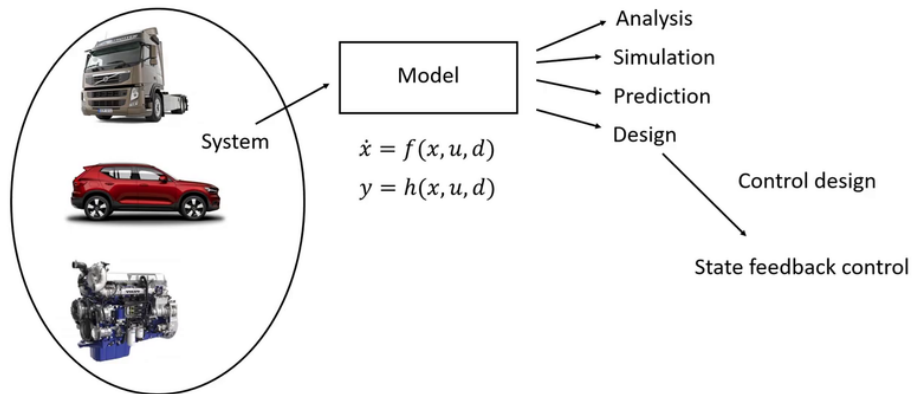 System
Model
ẋ = f(x, u, d)
y = h(x, u, d)
Analysis
Simulation
Prediction
Design
Control design
State feedback control